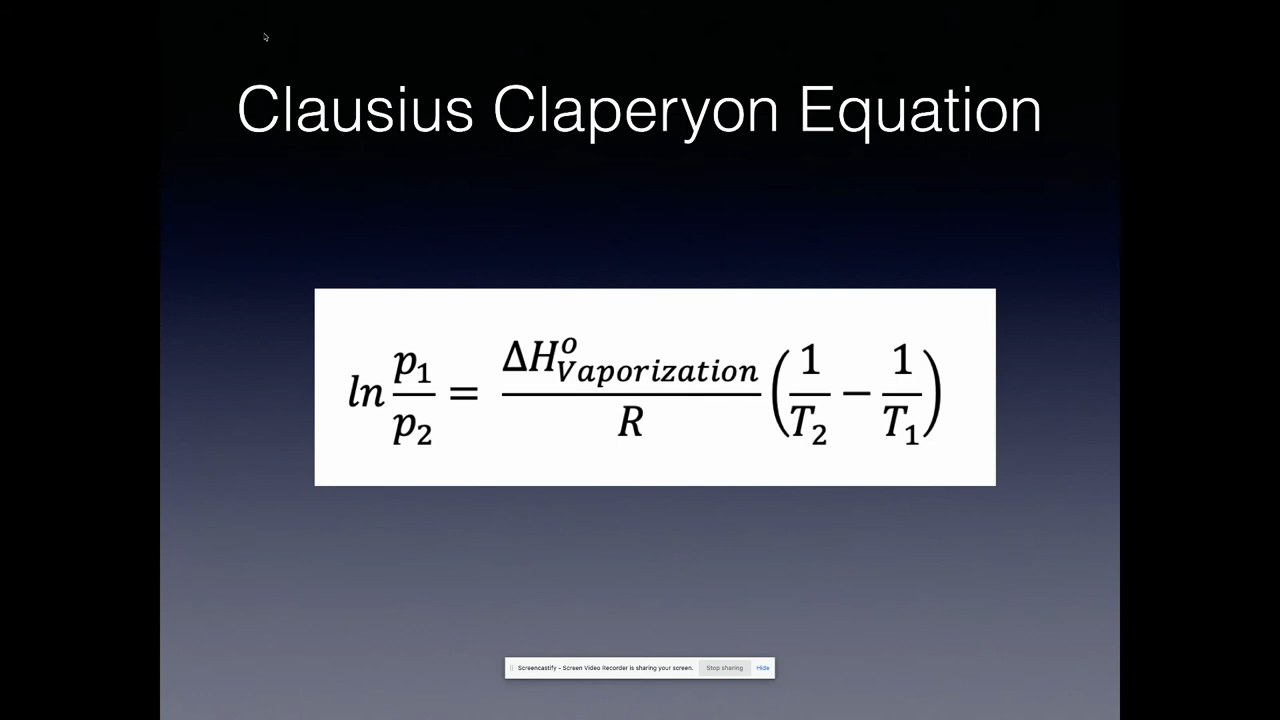 Clausius Claperyon Equation
ln p₁/p₂ = ΔH°Vaporization/R (1/T₂ − 1/T₁)
Screencastify - Screen Video Recorder is sharing your screen. Stop sharing Hide